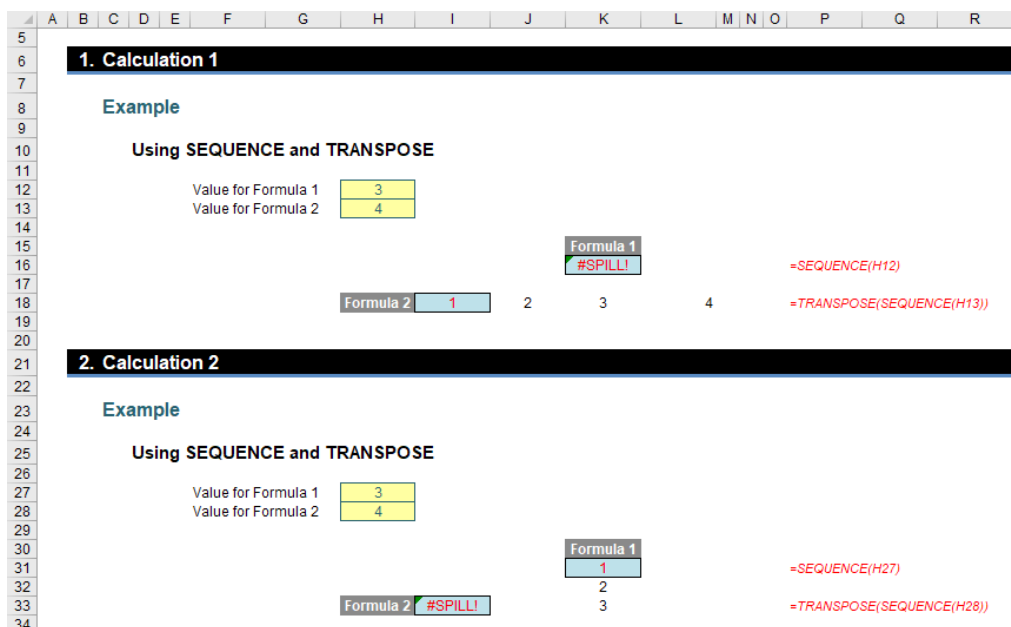 A B C D E F G H I J K L M N O P Q R
5
6 1. Calculation 1
7
8 Example
9
10 Using SEQUENCE and TRANSPOSE
11
12 Value for Formula 1 3
13 Value for Formula 2 4
14
15 Formula 1
16 #SPILL! =SEQUENCE(H12)
17
18 Formula 2 1 2 3 4 =TRANSPOSE(SEQUENCE(H13))
19
20
21 2. Calculation 2
22
23 Example
24
25 Using SEQUENCE and TRANSPOSE
26
27 Value for Formula 1 3
28 Value for Formula 2 4
29
30 Formula 1
31 1 =SEQUENCE(H27)
32 2
33 Formula 2 #SPILL! 3 =TRANSPOSE(SEQUENCE(H28))
34